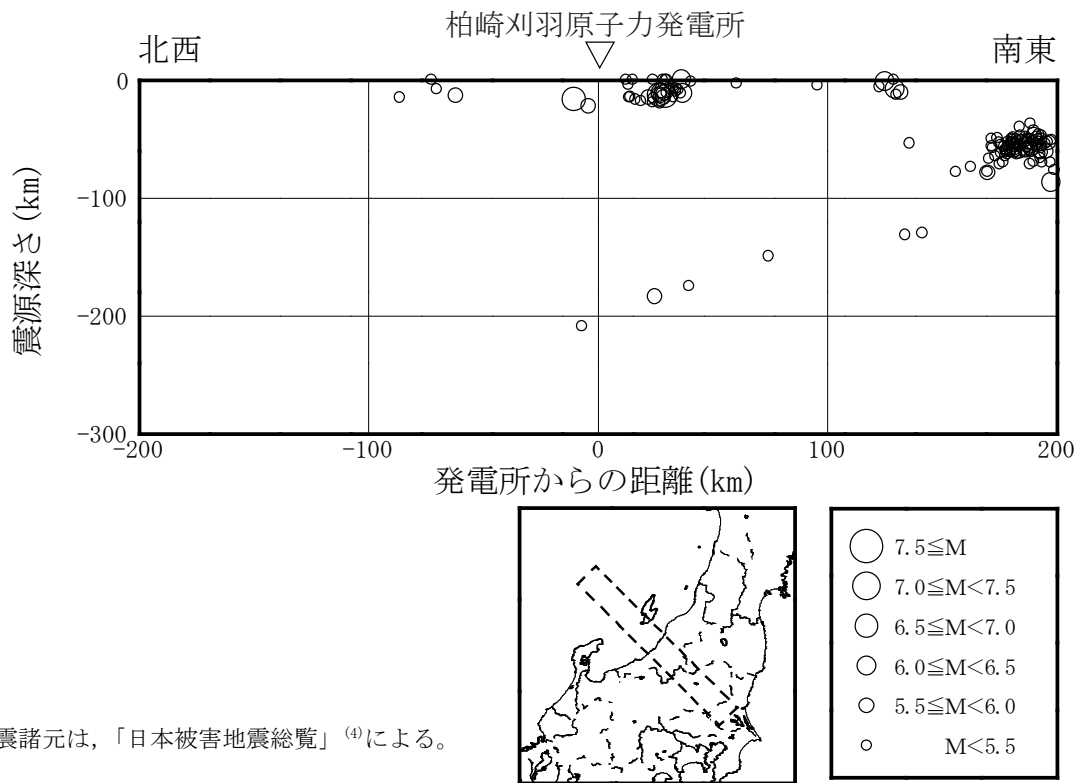 柏崎刈羽原子力発電所
北西
南東
震源深さ(km)
0
-100
-200
-300
-200
-100
0
100
200
発電所からの距離(km)
7.5≦M
7.0≦M<7.5
6.5≦M<7.0
6.0≦M<6.5
5.5≦M<6.0
M<5.5
震諸元は，「日本被害地震総覧」(4)による。